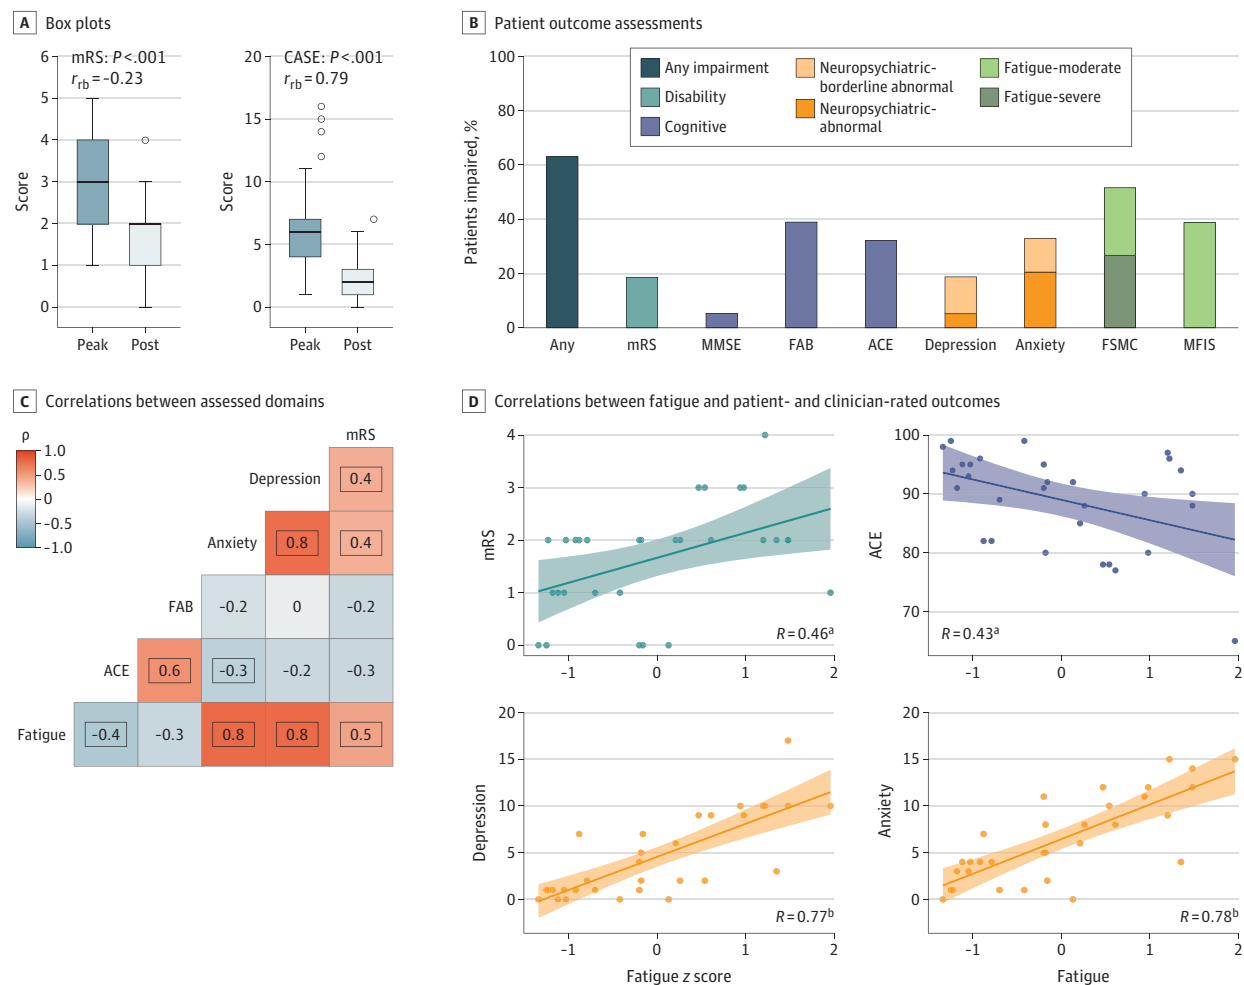 A Box plots
mRS: P<.001
r_rb=-0.23
Score
6
5
4
3
2
1
0
Peak Post
CASE: P<.001
r_rb=0.79
Score
20
15
10
5
0
Peak Post
B Patient outcome assessments
Patients impaired, %
100
80
60
40
20
0
Any impairment
Disability
Cognitive
Neuropsychiatric-
borderline abnormal
Neuropsychiatric-
abnormal
Fatigue-moderate
Fatigue-severe
Any mRS MMSE FAB ACE Depression Anxiety FSMC MFIS
C Correlations between assessed domains
ρ
1.0
0.5
0
-0.5
-1.0
mRS
Depression 0.4
Anxiety 0.8 0.4
FAB -0.2 0 -0.2
ACE 0.6 -0.3 -0.2 -0.3
Fatigue -0.4 -0.3 0.8 0.8 0.5
D Correlations between fatigue and patient- and clinician-rated outcomes
mRS
4
3
2
1
0
R=0.46a
-1 0 1 2
ACE
100
90
80
70
R=0.43a
-1 0 1 2
Depression
20
15
10
5
0
R=0.77b
-1 0 1 2
Fatigue z score
Anxiety
20
15
10
5
0
R=0.78b
-1 0 1 2
Fatigue